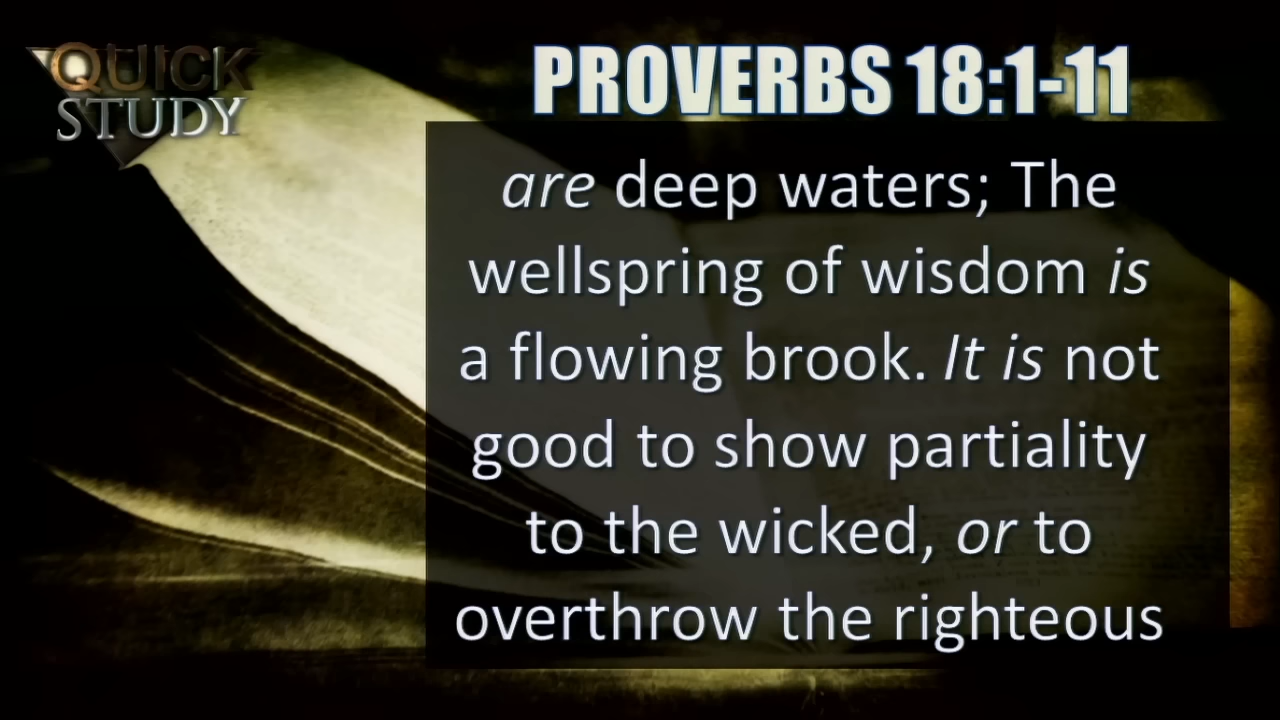 QUICK
STUDY
PROVERBS 18:1-11
are deep waters; The
wellspring of wisdom is
a flowing brook. It is not
good to show partiality
to the wicked, or to
overthrow the righteous